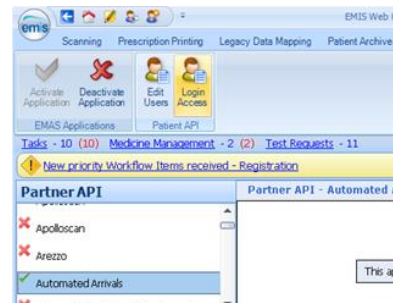 emis
EMIS Web
Scanning Prescription Printing Legacy Data Mapping Patient Archive
Activate Application Deactivate Application Edit Users Login Access
EMAS Applications Patient API
Tasks - 10 (10) Medicine Management - 2 (2) Test Requests - 11
New priority Workflow Items received - Registration
Partner API Partner API - Automated
Apolloscan
Arezzo
This
Automated Arrivals